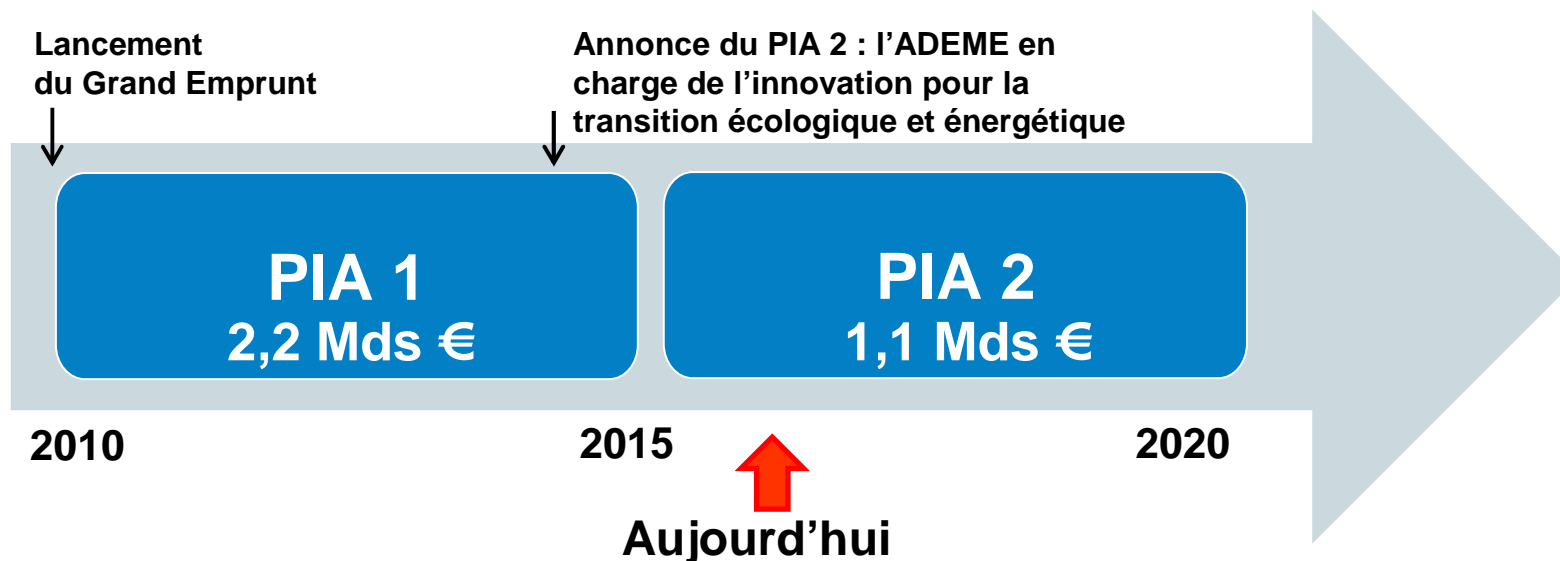 Lancement
du Grand Emprunt
Annonce du PIA 2 : l’ADEME en
charge de l’innovation pour la
transition écologique et énergétique
PIA 1
2,2 Mds €
PIA 2
1,1 Mds €
2010
2015
2020
Aujourd’hui